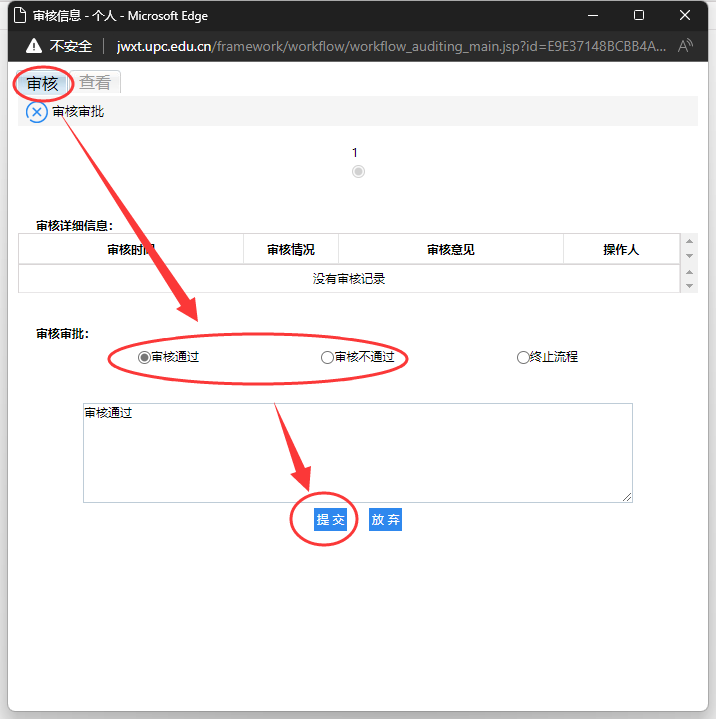 审核信息 - 个人 - Microsoft Edge
不安全 jwxt.upc.edu.cn/framework/workflow/workflow_auditing_main.jsp?id=E9E37148BCBB4A...
审核 查看
审核审批
1
审核详细信息:
审核时间 审核情况 审核意见 操作人
没有审核记录
审核审批:
审核通过 审核不通过 终止流程
审核通过
提 交 放 弃